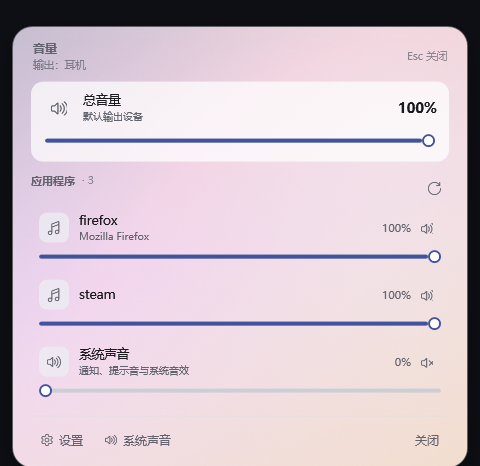 音量
输出：耳机
Esc 关闭
总音量
默认输出设备
100%
应用程序 · 3
firefox
Mozilla Firefox
100%
steam
100%
系统声音
通知、提示音与系统音效
0%
设置
系统声音
关闭